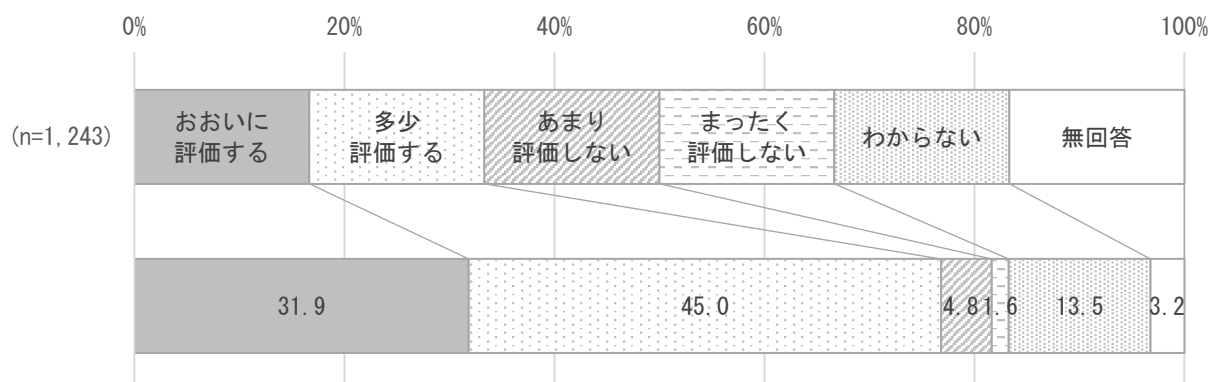 0%
20%
40%
60%
80%
100%
(n=1,243)
おおいに
評価する
多少
評価する
あまり
評価しない
まったく
評価しない
わからない
無回答
31.9
45.0
4.8
1.6
13.5
3.2